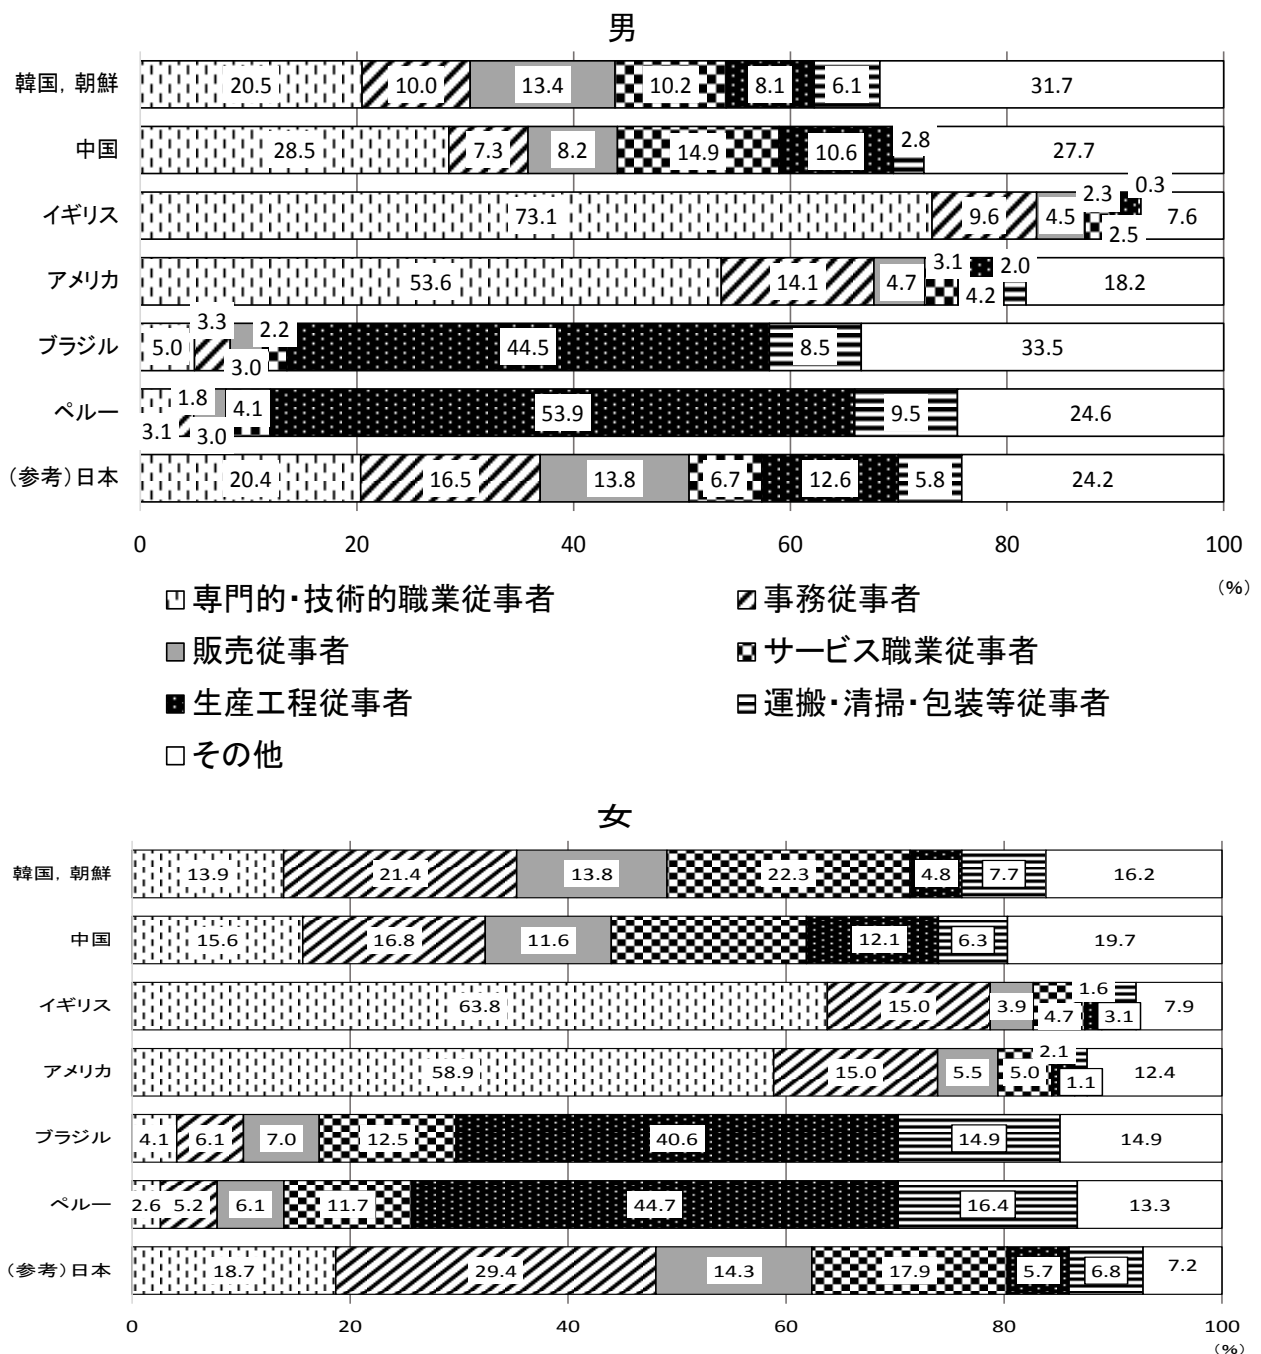 男
韓国，朝鮮 20.5 10.0 13.4 10.2 8.1 6.1 31.7
中国 28.5 7.3 8.2 14.9 10.6 2.8 27.7
イギリス 73.1 9.6 4.5 2.5 2.3 0.3 7.6
アメリカ 53.6 14.1 4.7 3.1 4.2 2.0 18.2
ブラジル 5.0 3.3 3.0 2.2 44.5 8.5 33.5
ペルー 3.1 1.8 3.0 4.1 53.9 9.5 24.6
（参考）日本 20.4 16.5 13.8 6.7 12.6 5.8 24.2
0 20 40 60 80 100
（%）
専門的・技術的職業従事者 事務従事者
販売従事者 サービス職業従事者
生産工程従事者 運搬・清掃・包装等従事者
その他
女
韓国，朝鮮 13.9 21.4 13.8 22.3 4.8 7.7 16.2
中国 15.6 16.8 11.6 12.1 6.3 19.7
イギリス 63.8 15.0 3.9 4.7 1.6 3.1 7.9
アメリカ 58.9 15.0 5.5 5.0 2.1 1.1 12.4
ブラジル 4.1 6.1 7.0 12.5 40.6 14.9 14.9
ペルー 2.6 5.2 6.1 11.7 44.7 16.4 13.3
（参考）日本 18.7 29.4 14.3 17.9 5.7 6.8 7.2
0 20 40 60 80 100
（%）